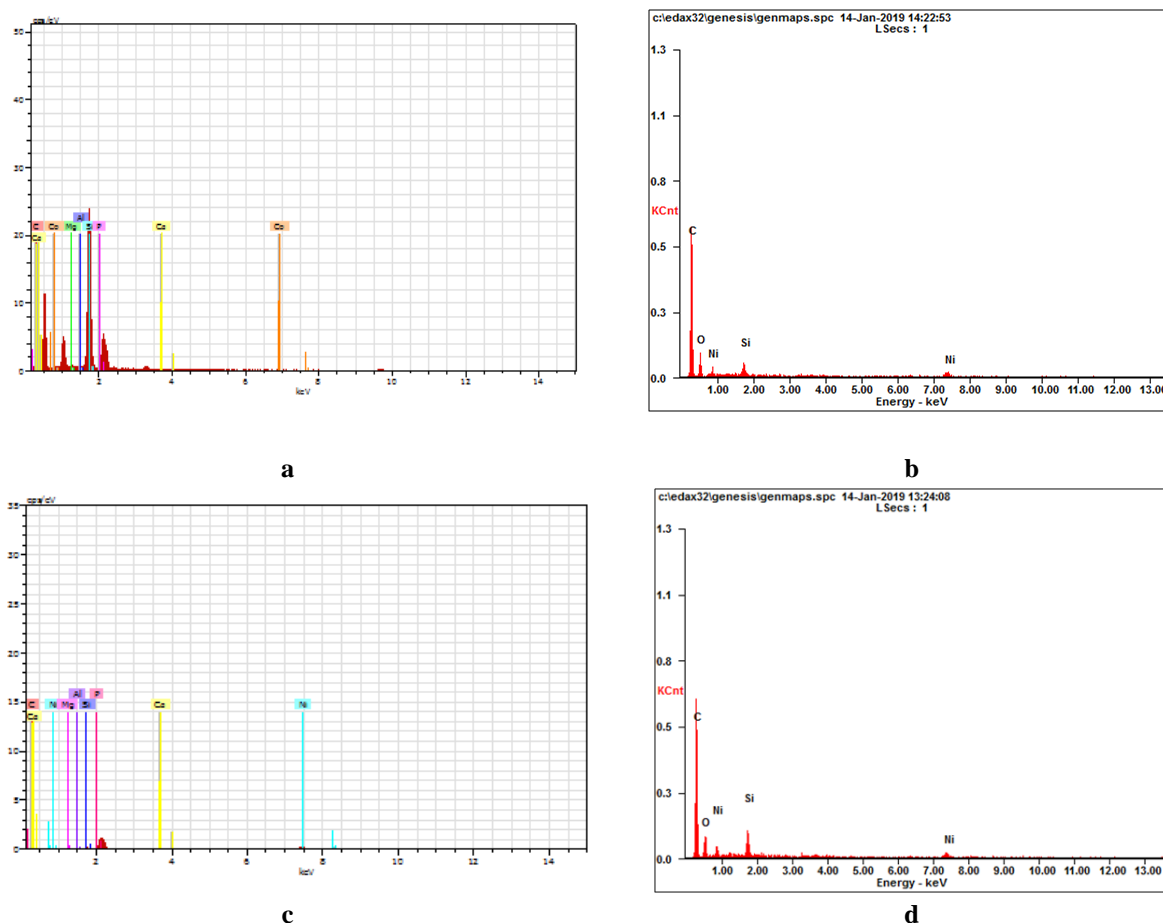 cps/eV
50
40
30
20
10
0
C Co Mg Al Si P Ca Co
Ca
2 4 6 8 10 12 14
keV
a
c:\edax32\genesis\genmaps.spc 14-Jan-2019 14:22:53
LSecs : 1
1.3
1.1
0.8
KCnt
0.5
0.3
0.0
C
O
Ni
Si
Ni
1.00 2.00 3.00 4.00 5.00 6.00 7.00 8.00 9.00 10.00 11.00 12.00 13.00
Energy - keV
b
cps/eV
35
30
25
20
15
10
5
0
C Ni Mg Al Si P Ca Ni
Ca
2 4 6 8 10 12 14
keV
c
c:\edax32\genesis\genmaps.spc 14-Jan-2019 13:24:08
LSecs : 1
1.3
1.1
0.8
KCnt
0.5
0.3
0.0
C
O
Ni
Si
Ni
1.00 2.00 3.00 4.00 5.00 6.00 7.00 8.00 9.00 10.00 11.00 12.00 13.00
Energy - keV
d